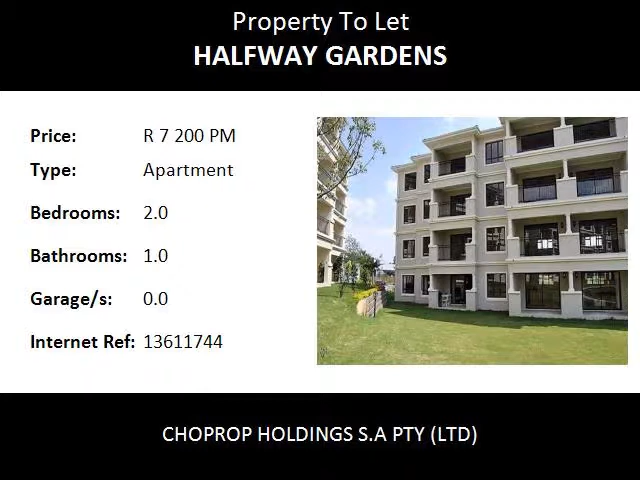 Property To Let
HALFWAY GARDENS
Price: R 7 200 PM
Type: Apartment
Bedrooms: 2.0
Bathrooms: 1.0
Garage/s: 0.0
Internet Ref: 13611744
CHOPROP HOLDINGS S.A PTY (LTD)